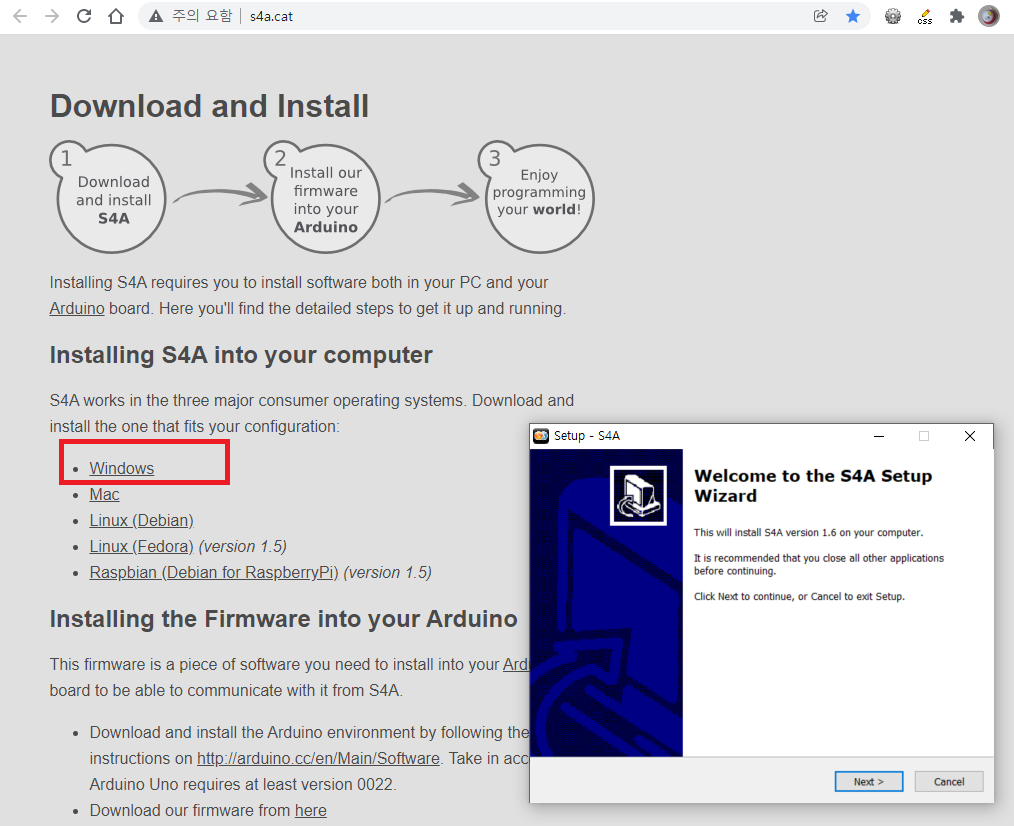 주의 요함 s4a.cat
css
Download and Install
1
Download
and install
S4A
2
Install our
firmware
into your
Arduino
3
Enjoy
programming
your world!
Installing S4A requires you to install software both in your PC and your
Arduino board. Here you'll find the detailed steps to get it up and running.
Installing S4A into your computer
S4A works in the three major consumer operating systems. Download and
install the one that fits your configuration:
Windows
Mac
Linux (Debian)
Linux (Fedora) (version 1.5)
Raspbian (Debian for RaspberryPi) (version 1.5)
Installing the Firmware into your Arduino
This firmware is a piece of software you need to install into your
board to be able to communicate with it from S4A.
Download and install the Arduino environment by following the
instructions on http://arduino.cc/en/Main/Software. Take in
Arduino Uno requires at least version 0022.
Download our firmware from here
Setup - S4A
Welcome to the S4A Setup
Wizard
This will install S4A version 1.6 on your computer.
It is recommended that you close all other applications
before continuing.
Click Next to continue, or Cancel to exit Setup.
Next >
Cancel